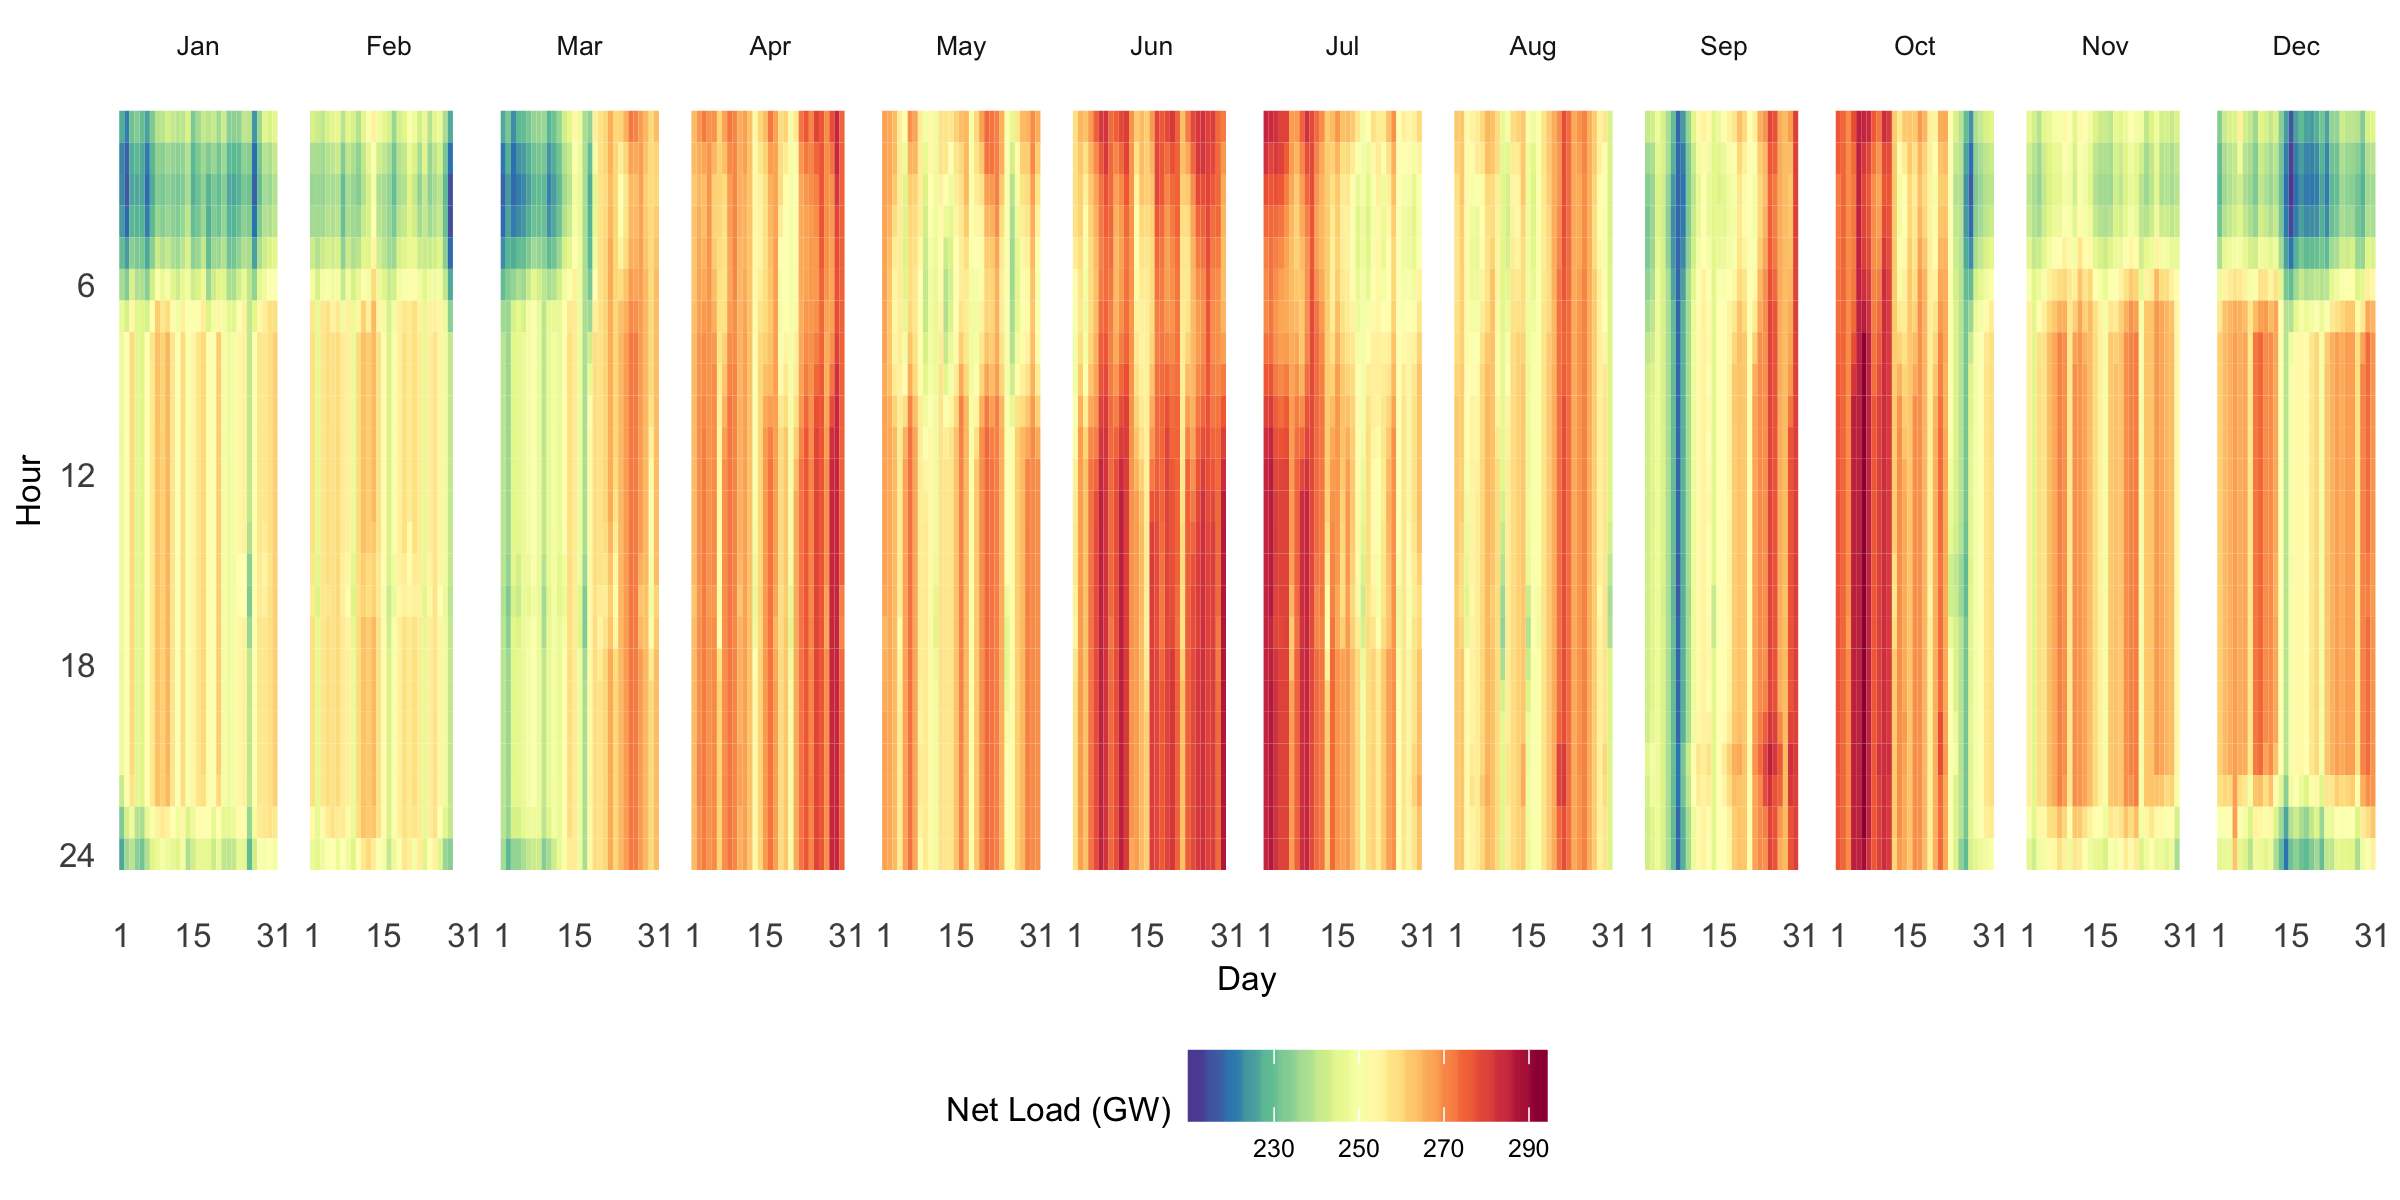 Jan Feb Mar Apr May Jun Jul Aug Sep Oct Nov Dec
6
12
18
24
Hour
1 15 31 1 15 31 1 15 31 1 15 31 1 15 31 1 15 31 1 15 31 1 15 31 1 15 31 1 15 31 1 15 31 1 15 31
Day
Net Load (GW)
230 250 270 290